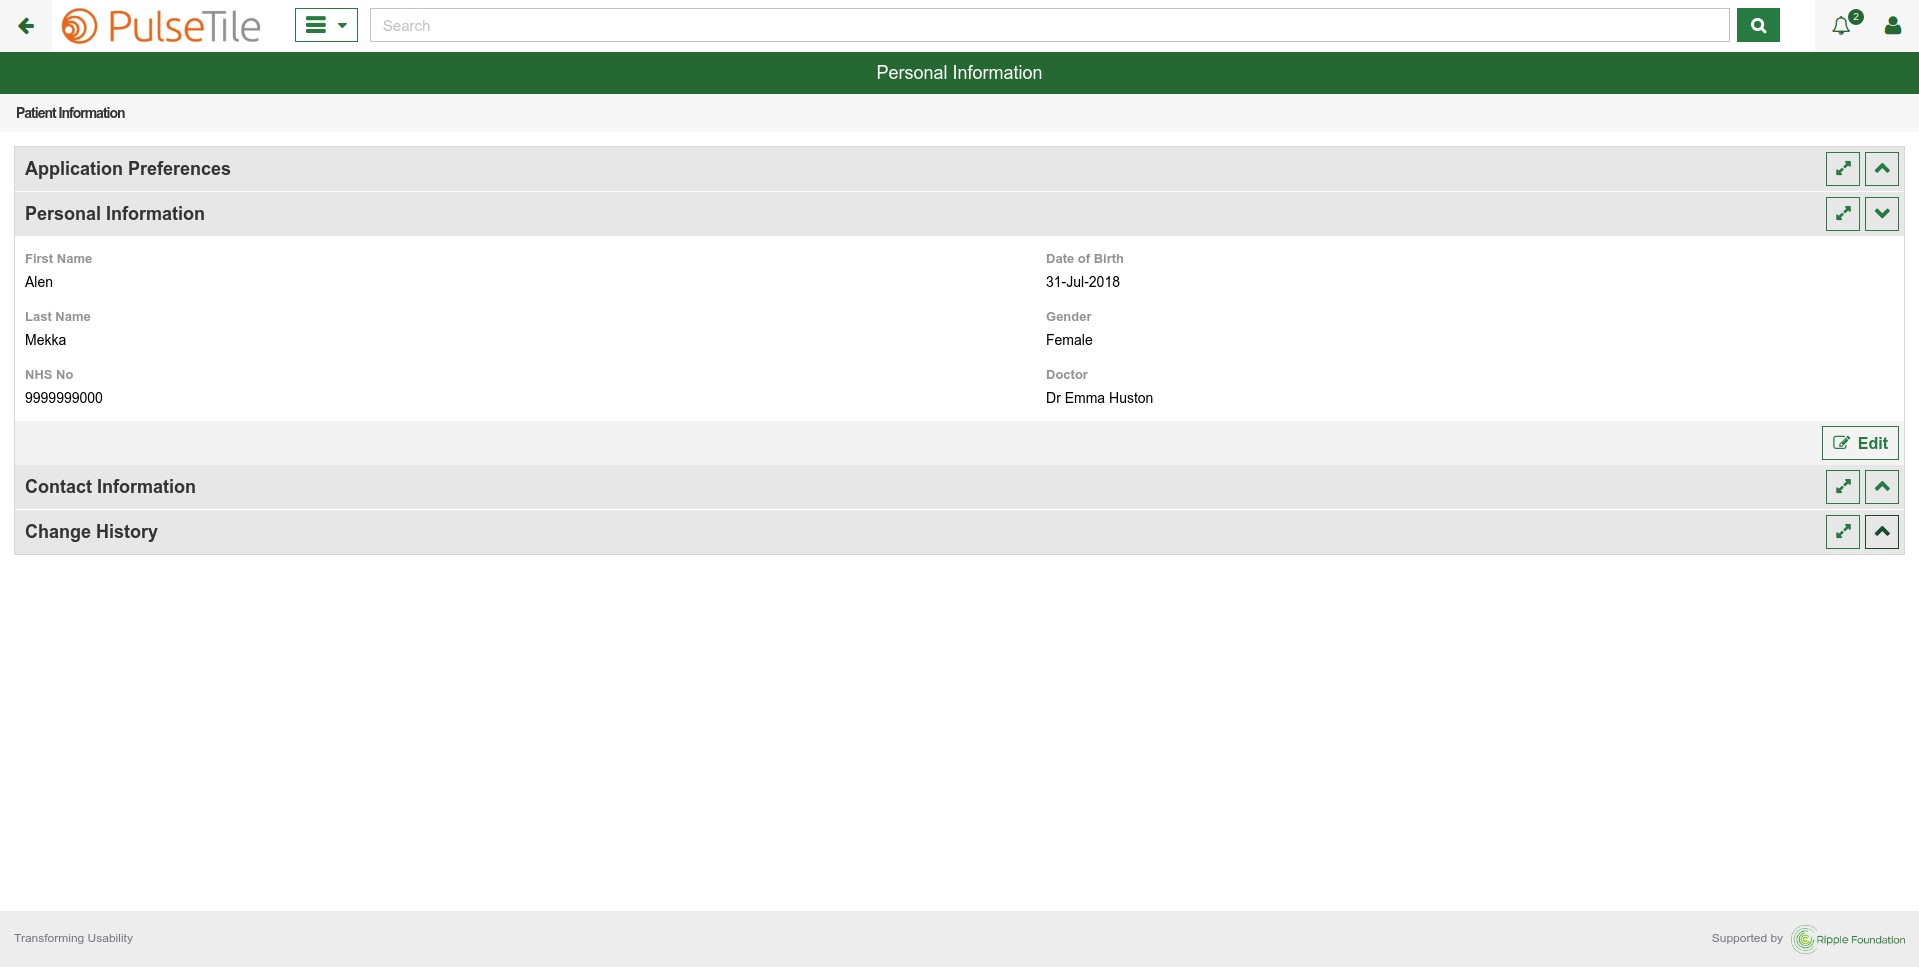 PulseTile
Search
2
Personal Information
Patient Information
Application Preferences
Personal Information
First Name
Alen
Date of Birth
31-Jul-2018
Last Name
Mekka
Gender
Female
NHS No
9999999000
Doctor
Dr Emma Huston
Edit
Contact Information
Change History
Transforming Usability
Supported by
Ripple Foundation